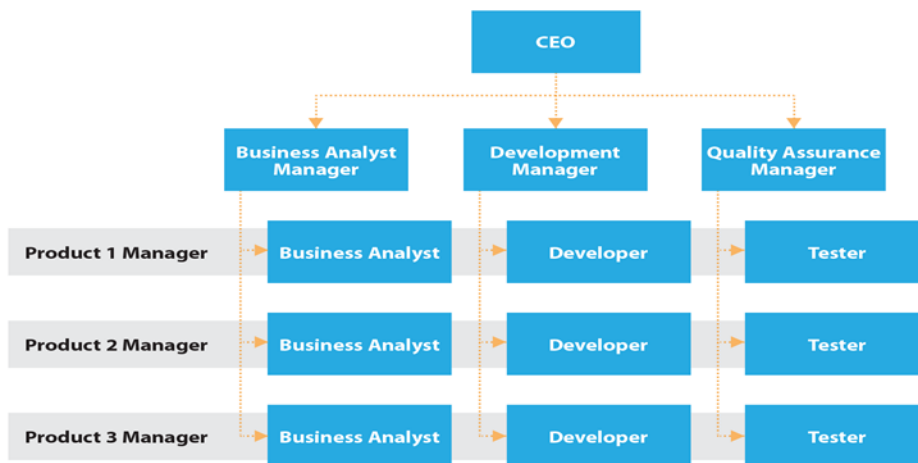 CEO
Business Analyst
Manager
Development
Manager
Quality Assurance
Manager
Product 1 Manager
Business Analyst
Developer
Tester
Product 2 Manager
Business Analyst
Developer
Tester
Product 3 Manager
Business Analyst
Developer
Tester